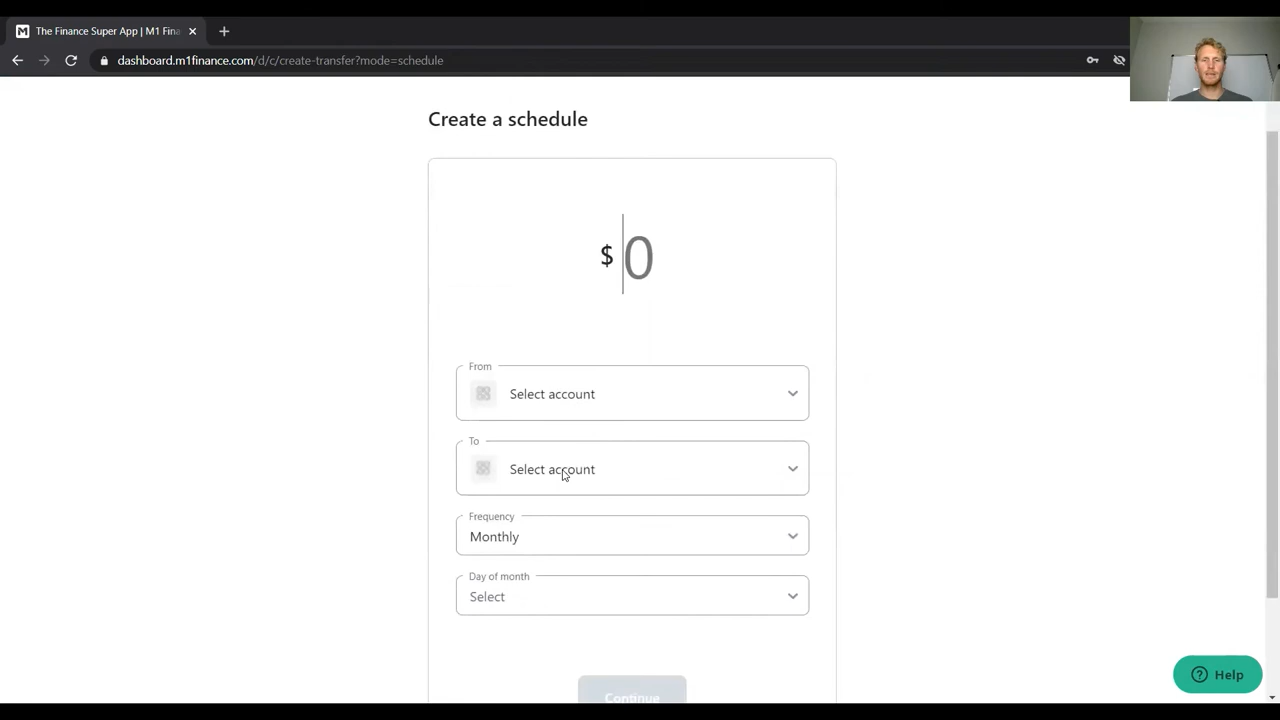 The Finance Super App | M1 Fina
dashboard.m1finance.com/d/c/create-transfer?mode=schedule
Create a schedule
$ 0
From
Select account
To
Select account
Frequency
Monthly
Day of month
Select
Continue
Help